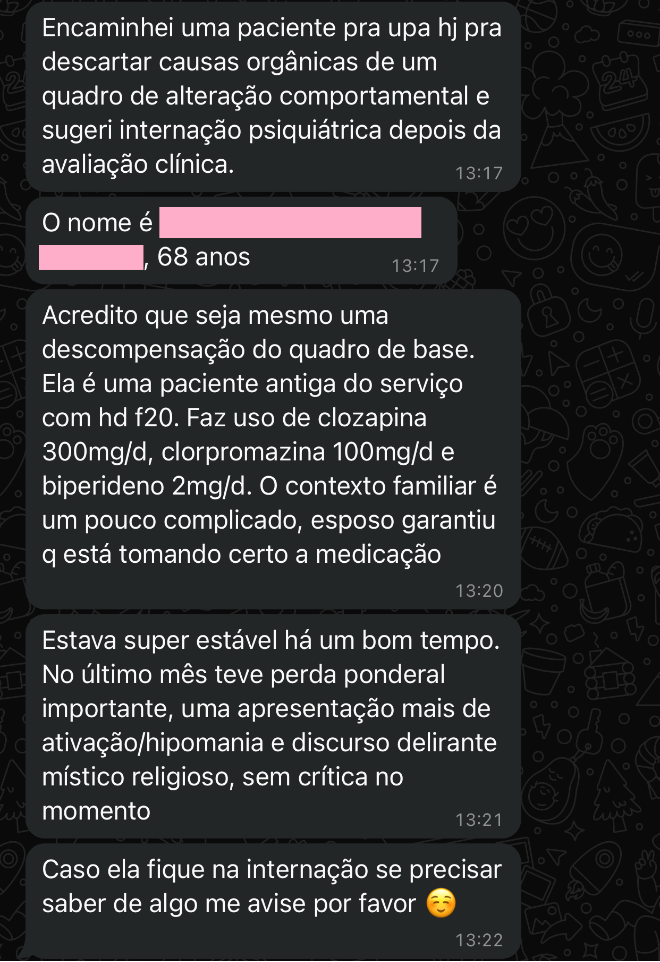 Encaminhei uma paciente pra upa hj pra
descartar causas orgânicas de um
quadro de alteração comportamental e
sugeri internação psiquiátrica depois da
avaliação clínica.
13:17
O nome é
, 68 anos
13:17
Acredito que seja mesmo uma
descompensação do quadro de base.
Ela é uma paciente antiga do serviço
com hd f20. Faz uso de clozapina
300mg/d, clorpromazina 100mg/d e
biperideno 2mg/d. O contexto familiar é
um pouco complicado, esposo garantiu
q está tomando certo a medicação
13:20
Estava super estável há um bom tempo.
No último mês teve perda ponderal
importante, uma apresentação mais de
ativação/hipomania e discurso delirante
místico religioso, sem crítica no
momento
13:21
Caso ela fique na internação se precisar
saber de algo me avise por favor ☺️
13:22